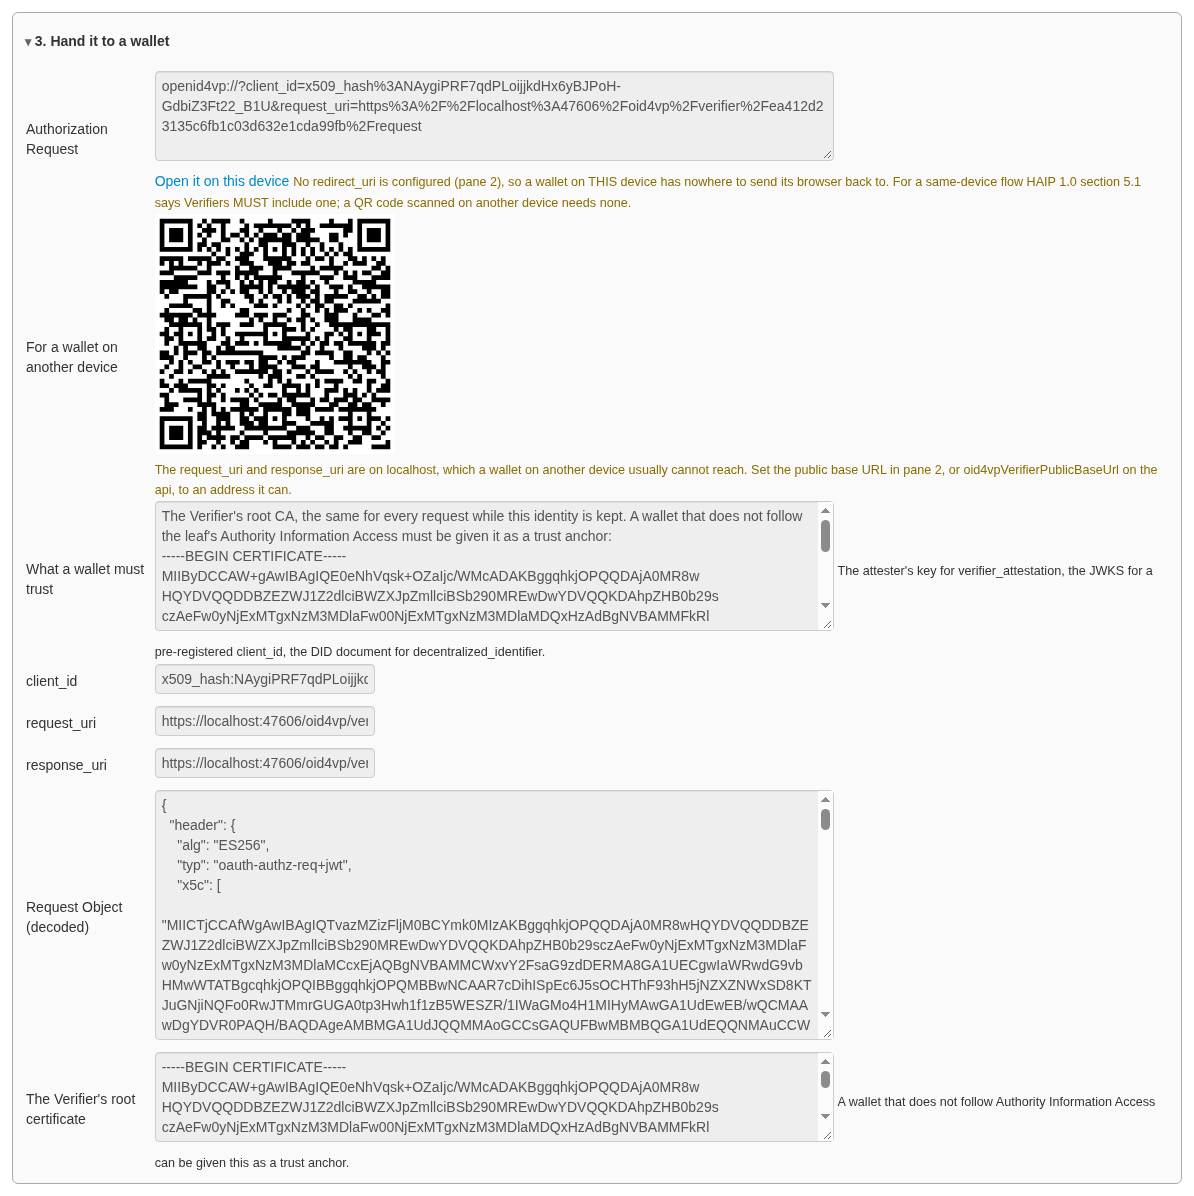 ▾ 3. Hand it to a wallet
Authorization Request
openid4vp://?client_id=x509_hash%3ANAygiPRF7qdPLoijjkdHx6yBJPoH-
GdbiZ3Ft22_B1U&request_uri=https%3A%2F%2Flocalhost%3A47606%2Foid4vp%2Fverifier%2Fea412d2
3135c6fb1c03d632e1cda99fb%2Frequest
Open it on this device No redirect_uri is configured (pane 2), so a wallet on THIS device has nowhere to send its browser back to. For a same-device flow HAIP 1.0 section 5.1
says Verifiers MUST include one; a QR code scanned on another device needs none.
For a wallet on
another device
The request_uri and response_uri are on localhost, which a wallet on another device usually cannot reach. Set the public base URL in pane 2, or oid4vpVerifierPublicBaseUrl on the
api, to an address it can.
What a wallet must
trust
The Verifier's root CA, the same for every request while this identity is kept. A wallet that does not follow
the leaf's Authority Information Access must be given it as a trust anchor:
-----BEGIN CERTIFICATE-----
MIIByDCCAW+gAwIBAgIQE0eNhVqsk+OZaIjc/WMcADAKBggqhkjOPQQDAjA0MR8w
HQYDVQQDDBZEZWJ1Z2dlciBWZXJpZmllciBSb290MREwDwYDVQQKDAhpZHB0b29s
czAeFw0yNjExMTgxNzM3MDlaFw00NjExMTgxNzM3MDlaMDQxHzAdBgNVBAMMFkRl
The attester's key for verifier_attestation, the JWKS for a
pre-registered client_id, the DID document for decentralized_identifier.
client_id
x509_hash:NAygiPRF7qdPLoijjkd
request_uri
https://localhost:47606/oid4vp/ver
response_uri
https://localhost:47606/oid4vp/ver
Request Object
(decoded)
{
"header": {
"alg": "ES256",
"typ": "oauth-authz-req+jwt",
"x5c": [
"MIICTjCCAfWgAwIBAgIQTvazMZizFljM0BCYmk0MIzAKBggqhkjOPQQDAjA0MR8wHQYDVQQDDBZE
ZWJ1Z2dlciBWZXJpZmllciBSb290MREwDwYDVQQKDAhpZHB0b29sczAeFw0yNjExMTgxNzM3MDlaF
w0yNzExMTgxNzM3MDlaMCcxEjAQBgNVBAMMCWxvY2FsaG9zdDERMA8GA1UECgwIaWRwdG9vb
HMwWTATBgcqhkjOPQIBBggqhkjOPQMBBwNCAAR7cDihISpEc6J5sOCHThF93hH5jNZXZNWxSD8KT
JuGNjiNQFo0RwJTMmrGUGA0tp3Hwh1f1zB5WESZR/1IWaGMo4H1MIHyMAwGA1UdEwEB/wQCMAA
wDgYDVR0PAQH/BAQDAgeAMBMGA1UdJQQMMAoGCCsGAQUFBwMBMBQGA1UdEQQNMAuCCW
The Verifier's root
certificate
-----BEGIN CERTIFICATE-----
MIIByDCCAW+gAwIBAgIQE0eNhVqsk+OZaIjc/WMcADAKBggqhkjOPQQDAjA0MR8w
HQYDVQQDDBZEZWJ1Z2dlciBWZXJpZmllciBSb290MREwDwYDVQQKDAhpZHB0b29s
czAeFw0yNjExMTgxNzM3MDlaFw00NjExMTgxNzM3MDlaMDQxHzAdBgNVBAMMFkRl
A wallet that does not follow Authority Information Access
can be given this as a trust anchor.